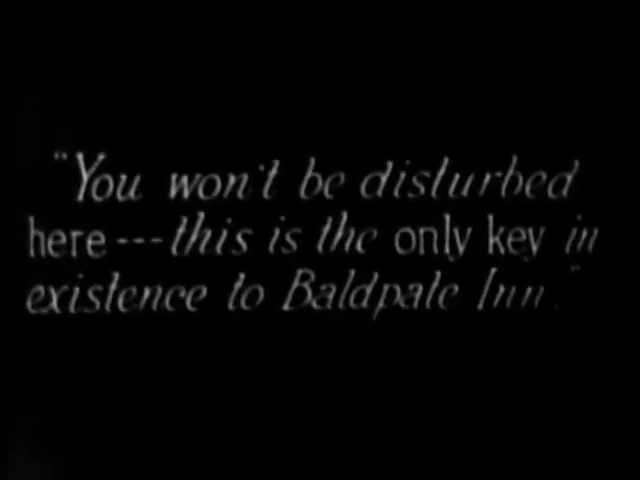 "You won't be disturbed
here---this is the only key in
existence to Baldpate Inn."